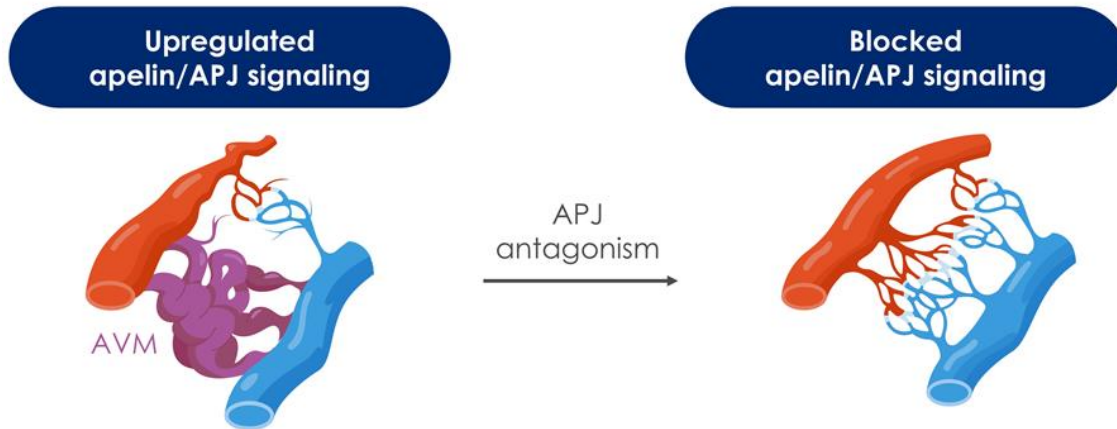 Upregulated
apelin/APJ signaling
Blocked
apelin/APJ signaling
APJ
antagonism
AVM